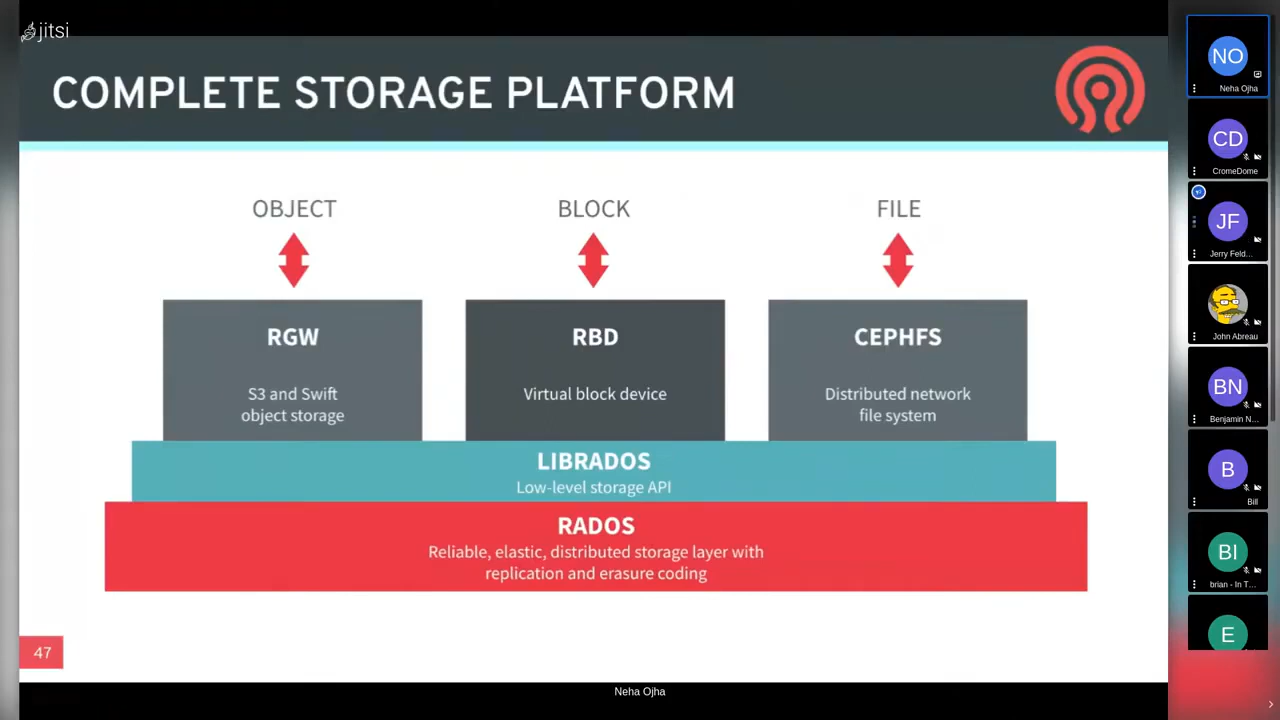 jitsi
COMPLETE STORAGE PLATFORM
OBJECT
BLOCK
FILE
RGW
S3 and Swift
object storage
RBD
Virtual block device
CEPHFS
Distributed network
file system
LIBRADOS
Low-level storage API
RADOS
Reliable, elastic, distributed storage layer with
replication and erasure coding
47
Neha Ojha
NO
Neha Ojha
CD
CromeDome
JF
Jerry Feld...
John Abreau
BN
Benjamin N...
B
Bill
BI
brian - In T...
E